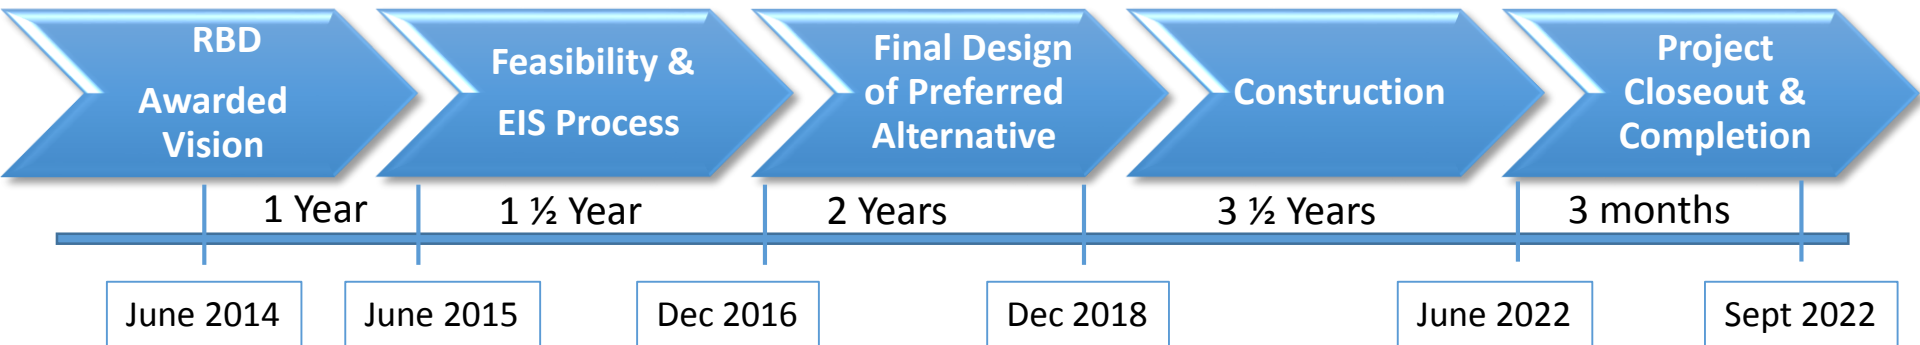 RBD
Awarded
Vision
Feasibility &
EIS Process
Final Design
of Preferred
Alternative
Construction
Project
Closeout &
Completion
1 Year
1 ½ Year
2 Years
3 ½ Years
3 months
June 2014
June 2015
Dec 2016
Dec 2018
June 2022
Sept 2022